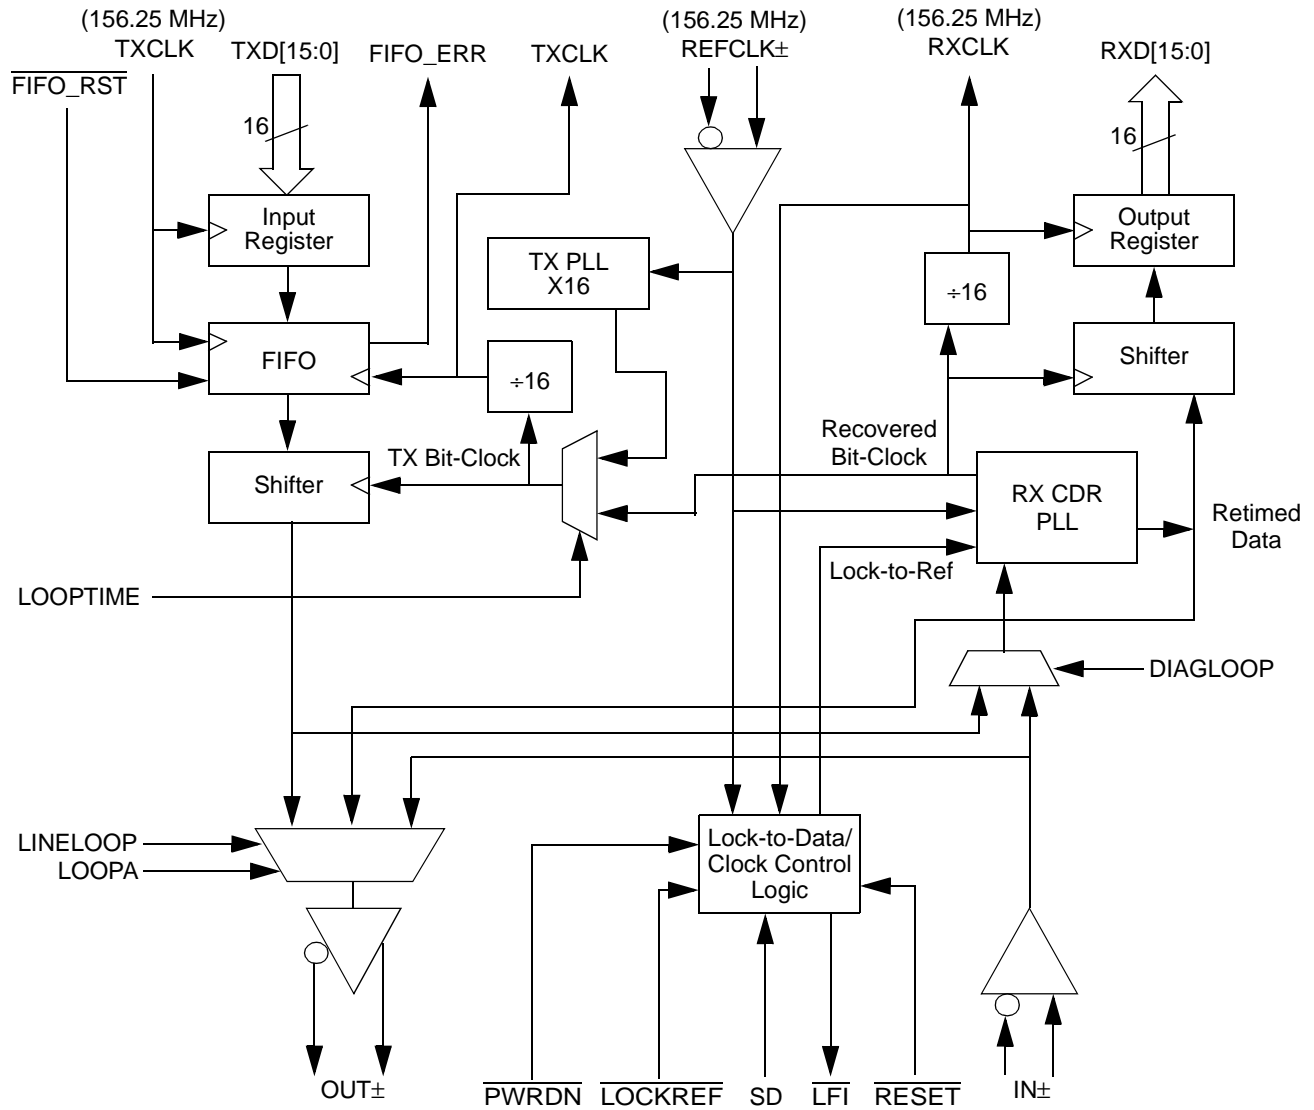 (156.25 MHz)
TXCLK
TXD[15:0]
FIFO_ERR
TXCLK
(156.25 MHz)
REFCLK±
(156.25 MHz)
RXCLK
RXD[15:0]
FIFO_RST
16
16
Input
Register
TX PLL
X16
Output
Register
÷16
FIFO
÷16
Shifter
Recovered
Bit-Clock
TX Bit-Clock
Shifter
RX CDR
PLL
Retimed
Data
Lock-to-Ref
LOOPTIME
DIAGLOOP
LINELOOP
LOOPA
Lock-to-Data/
Clock Control
Logic
OUT±
PWRDN
LOCKREF
SD
LFI
RESET
IN±